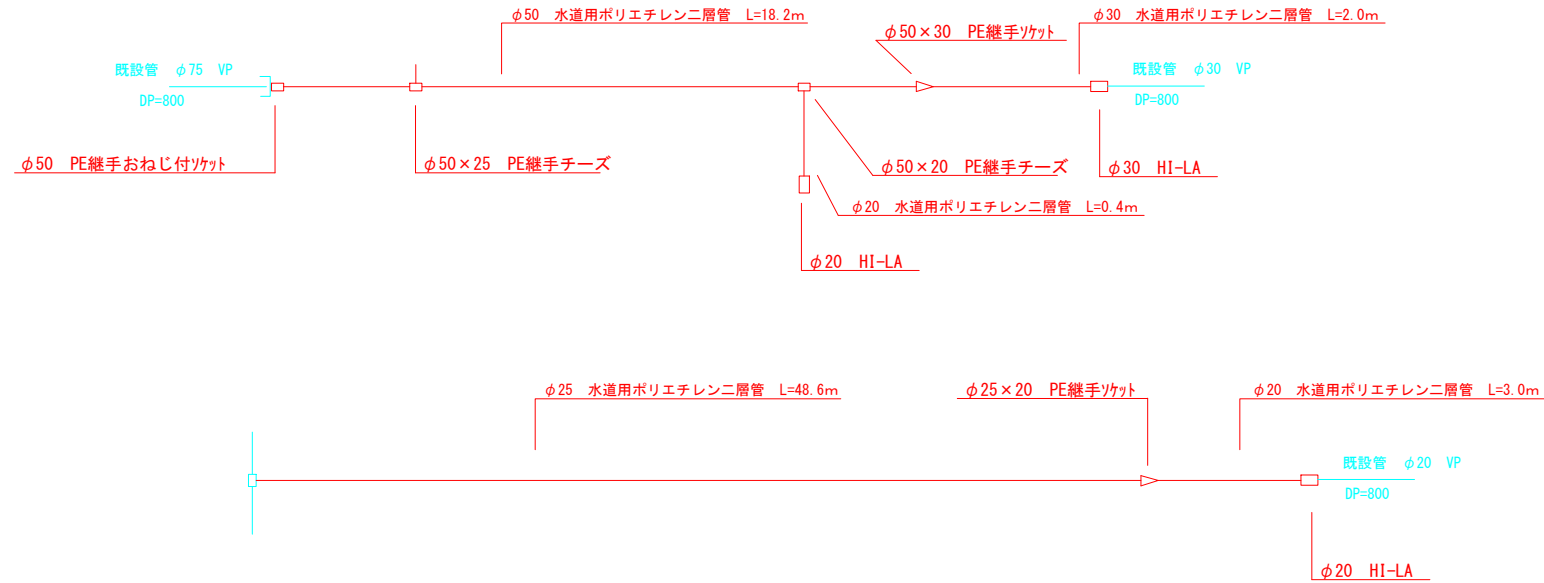 φ50　水道用ポリエチレン二層管　L=18.2m
φ30　水道用ポリエチレン二層管　L=2.0m
φ50×30　PE継手ｿｹｯﾄ
既設管　φ75　VP
DP=800
既設管　φ30　VP
DP=800
φ50　PE継手おねじ付ｿｹｯﾄ
φ50×25　PE継手チーズ
φ50×20　PE継手チーズ
φ30　HI-LA
φ20　水道用ポリエチレン二層管　L=0.4m
φ20　HI-LA
φ25　水道用ポリエチレン二層管　L=48.6m
φ25×20　PE継手ｿｹｯﾄ
φ20　水道用ポリエチレン二層管　L=3.0m
既設管　φ20　VP
DP=800
φ20　HI-LA